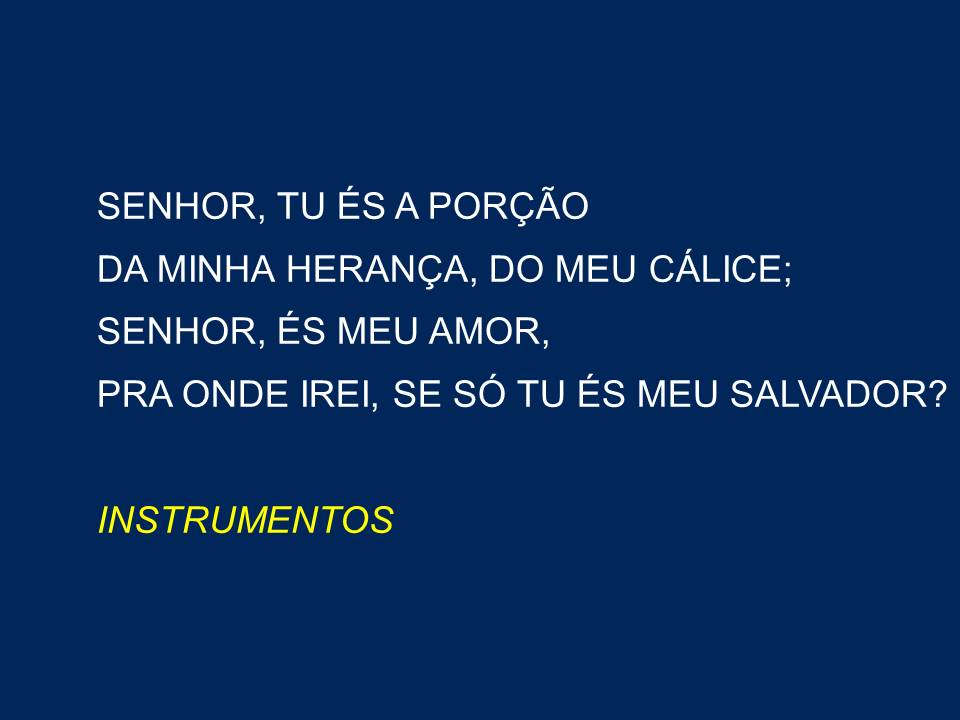 SENHOR, TU ÉS A PORÇÃO
DA MINHA HERANÇA, DO MEU CÁLICE;
SENHOR, ÉS MEU AMOR,
PRA ONDE IREI, SE SÓ TU ÉS MEU SALVADOR?
INSTRUMENTOS